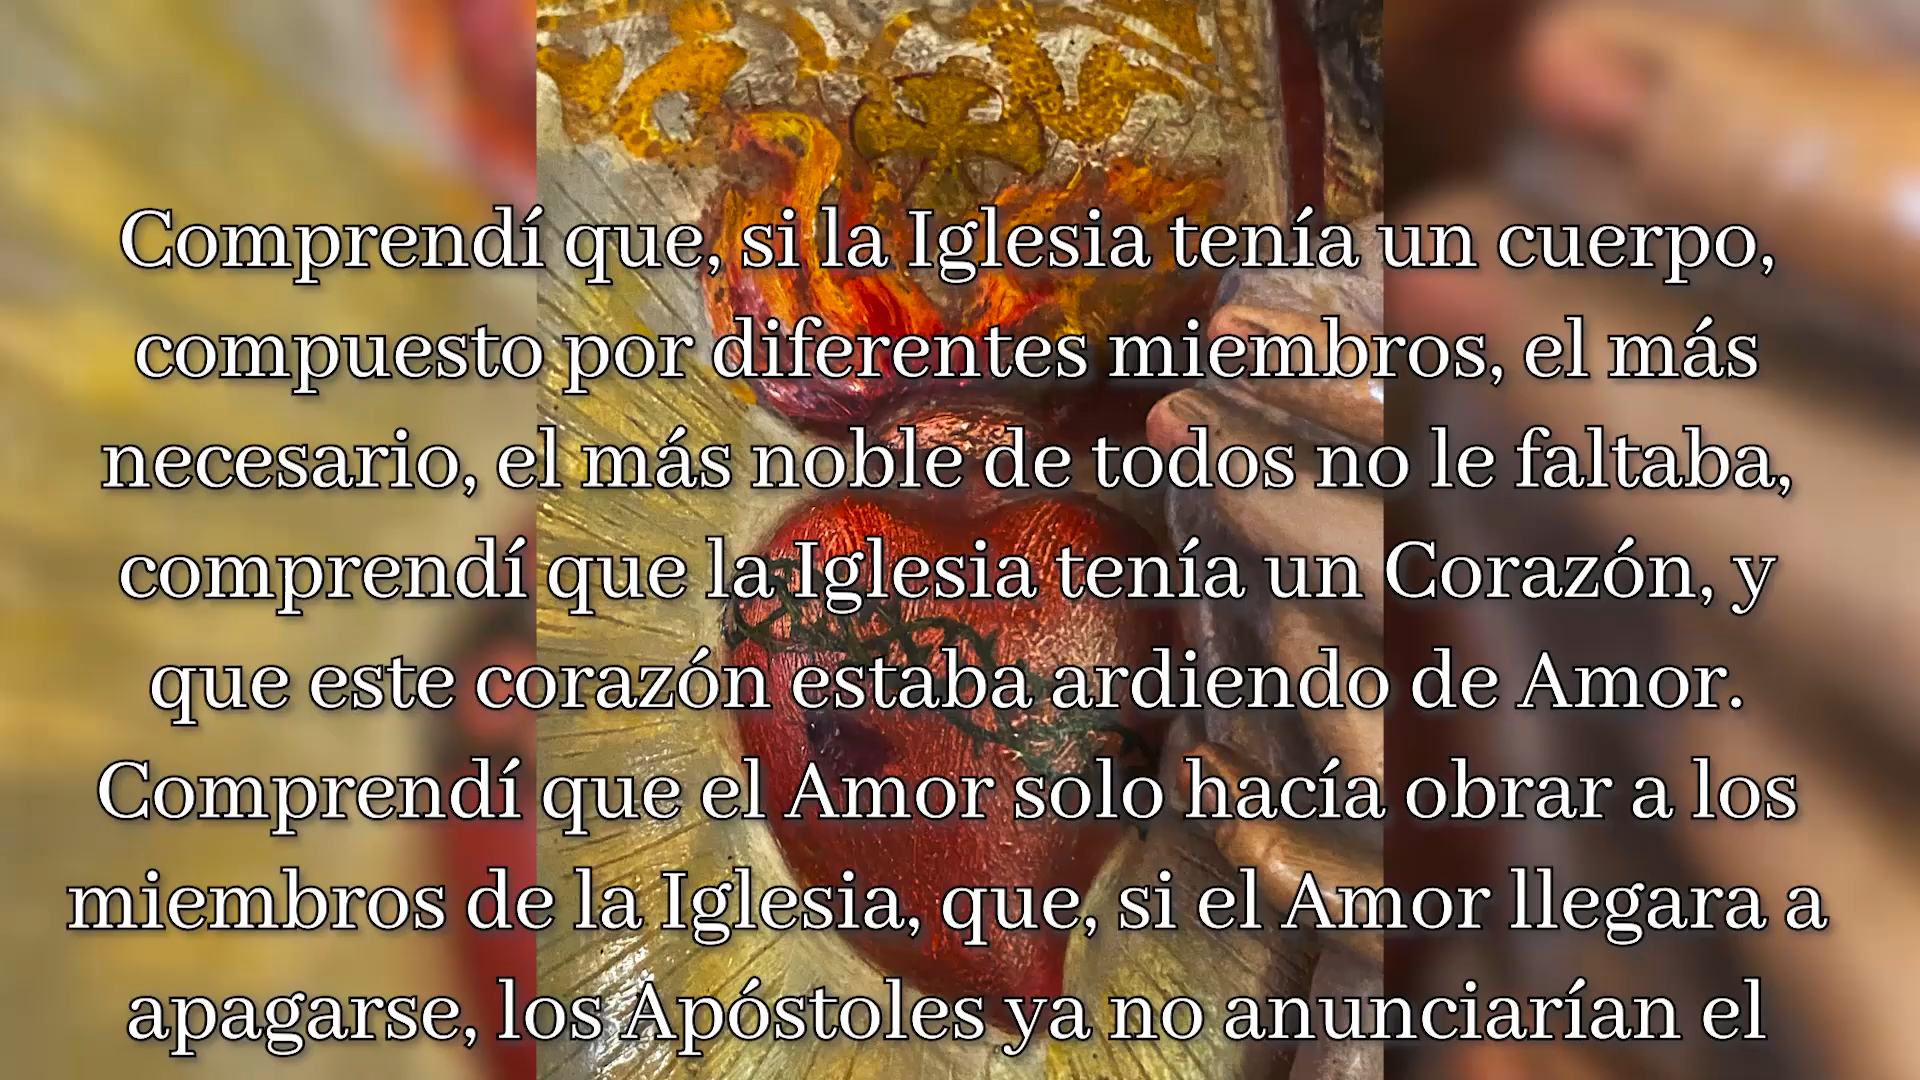 Comprendí que, si la Iglesia tenía un cuerpo,
compuesto por diferentes miembros, el más
necesario, el más noble de todos no le faltaba,
comprendí que la Iglesia tenía un Corazón, y
que este corazón estaba ardiendo de Amor.
Comprendí que el Amor solo hacía obrar a los
miembros de la Iglesia, que, si el Amor llegara a
apagarse, los Apóstoles ya no anunciarían el